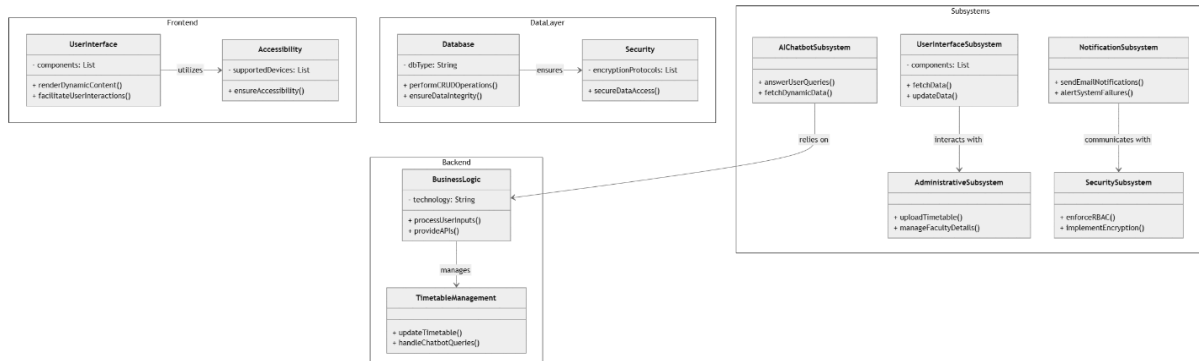 Frontend
UserInterface
- components: List
+ renderDynamicContent()
+ facilitateUserInteractions()
utilizes
Accessibility
- supportedDevices: List
+ ensureAccessibility()
DataLayer
Database
- dbType: String
+ performCRUDOperations()
+ ensureDataIntegrity()
ensures
Security
- encryptionProtocols: List
+ secureDataAccess()
Subsystems
AIChatbotSubsystem
+ answerUserQueries()
+ fetchDynamicData()
UserInterfaceSubsystem
- components: List
+ fetchData()
+ updateData()
NotificationSubsystem
+ sendEmailNotifications()
+ alertSystemFailures()
relies on
interacts with
communicates with
AdministrativeSubsystem
+ uploadTimetable()
+ manageFacultyDetails()
SecuritySubsystem
+ enforceRBAC()
+ implementEncryption()
Backend
BusinessLogic
- technology: String
+ processUserInputs()
+ provideAPIs()
manages
TimetableManagement
+ updateTimetable()
+ handleChatbotQueries()